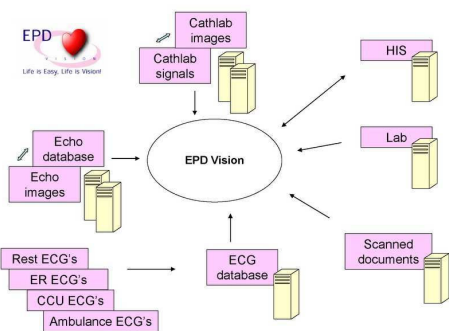 EPD
VISION
Life is Easy, Life is Vision!
Cathlab
images
Cathlab
signals
HIS
Echo
database
Echo
images
EPD Vision
Lab
Rest ECG's
ER ECG's
CCU ECG's
Ambulance ECG's
ECG
database
Scanned
documents